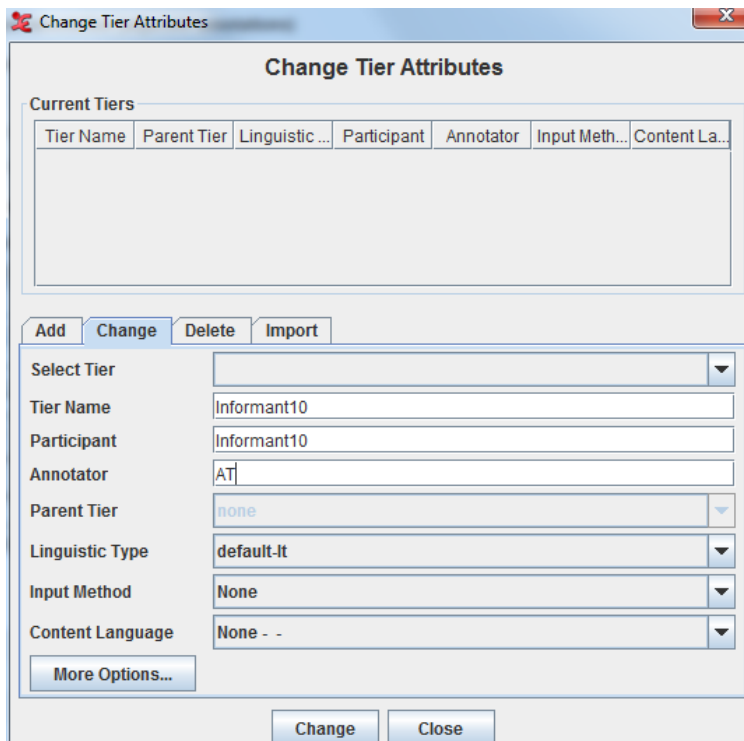 Change Tier Attributes
X
Change Tier Attributes
Current Tiers
Tier Name Parent Tier Linguistic ... Participant Annotator Input Meth... Content La...
Add Change Delete Import
Select Tier
Tier Name Informant10
Participant Informant10
Annotator AT
Parent Tier none
Linguistic Type default-lt
Input Method None
Content Language None - -
More Options...
Change Close